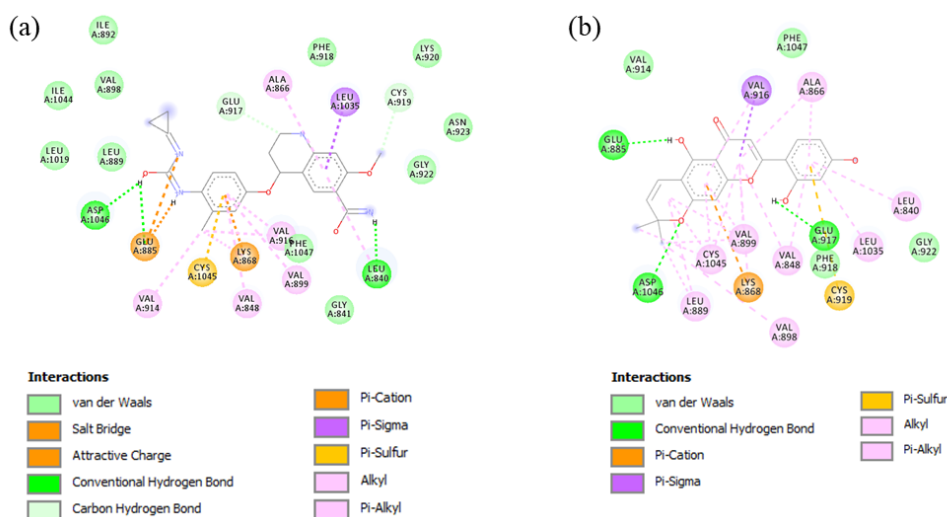 (a)
ILE
A:892
PHE
A:918
LYS
A:920
ILE
A:1044
VAL
A:898
ALA
A:866
GLU
A:917
LEU
A:1035
CYS
A:919
LEU
A:1019
LEU
A:889
ASN
A:923
GLY
A:922
H
O
N
N
H
O
N
O
O
N
H
ASP
A:1046
GLU
A:885
CYS
A:1045
LYS
A:868
VAL
A:916
PHE
A:1047
VAL
A:899
LEU
A:840
VAL
A:914
VAL
A:848
GLY
A:841
Interactions
van der Waals
Salt Bridge
Attractive Charge
Conventional Hydrogen Bond
Carbon Hydrogen Bond
Pi-Cation
Pi-Sigma
Pi-Sulfur
Alkyl
Pi-Alkyl
(b)
PHE
A:1047
VAL
A:914
VAL
A:916
ALA
A:866
GLU
A:885
H
O
O
O
O
O
H
O
LEU
A:840
ASP
A:1046
CYS
A:1045
VAL
A:899
VAL
A:848
GLU
A:917
PHE
A:918
LEU
A:1035
GLY
A:922
LEU
A:889
LYS
A:868
CYS
A:919
VAL
A:898
Interactions
van der Waals
Conventional Hydrogen Bond
Pi-Cation
Pi-Sigma
Pi-Sulfur
Alkyl
Pi-Alkyl